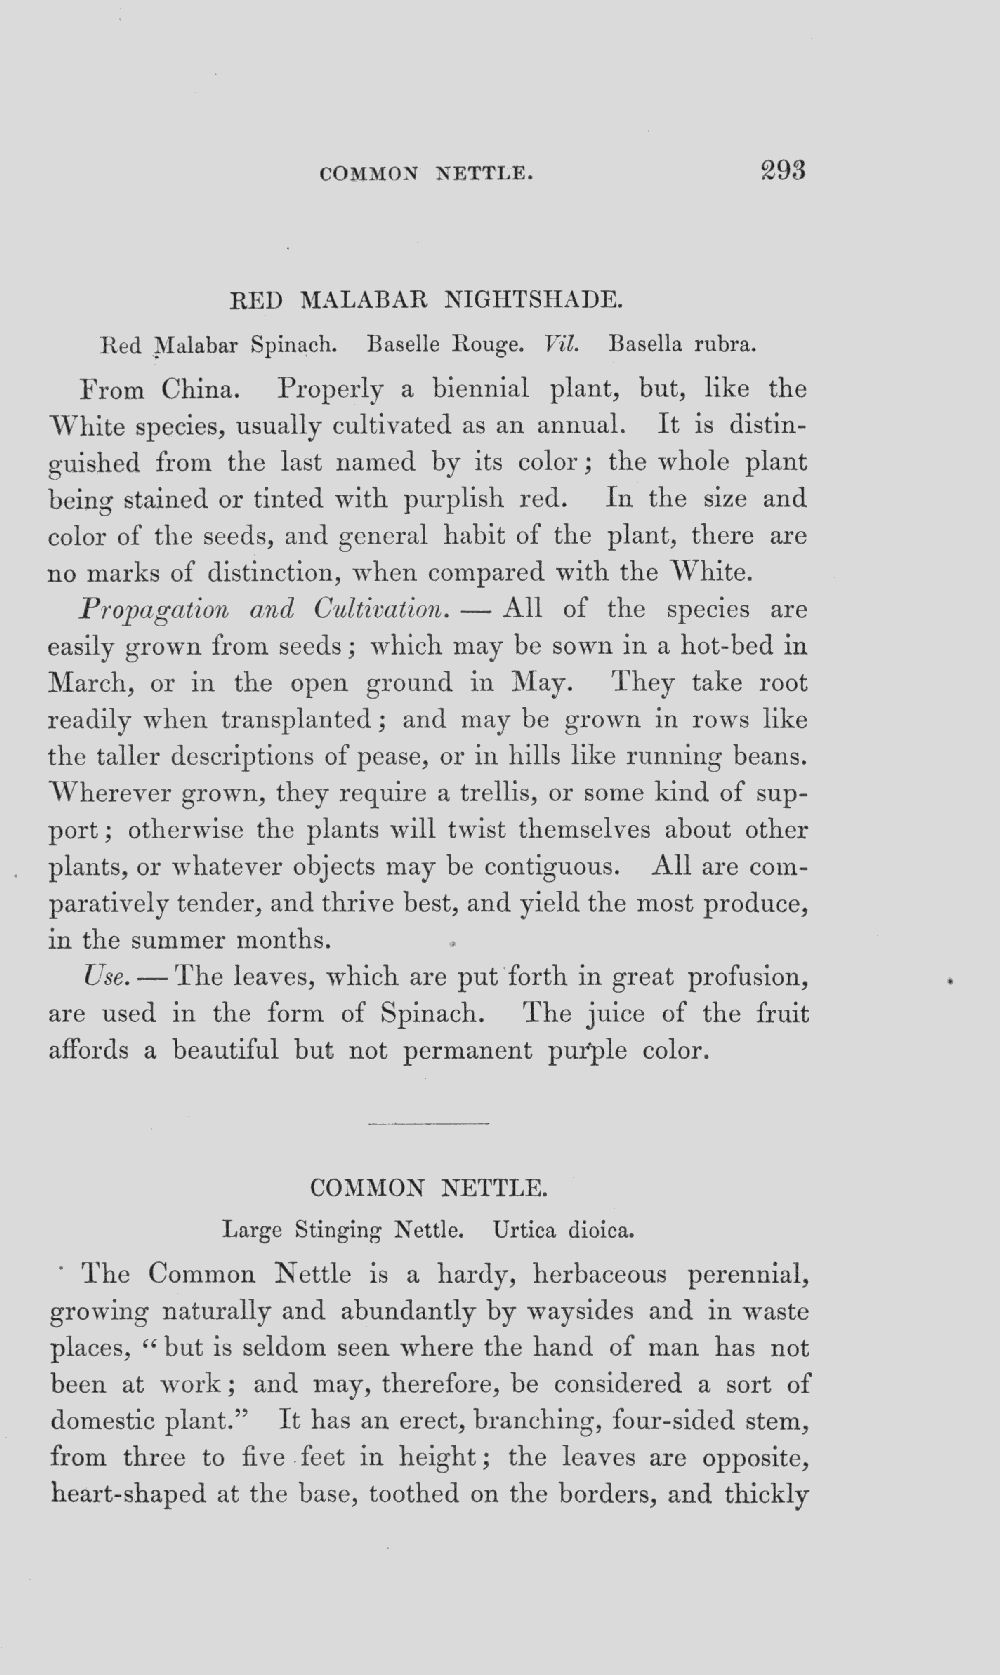 COMMON NETTLE. 293
RED MALABAR NIGHTSHADE.
Red Malabar Spinach. Baselle Rouge. Vil. Basella rubra.
From China. Properly a biennial plant, but, like the
White species, usually cultivated as an annual. It is distin-
guished from the last named by its color; the whole plant
being stained or tinted with purplish red. In the size and
color of the seeds, and general habit of the plant, there are
no marks of distinction, when compared with the White.
Propagation and Cultivation. — All of the species are
easily grown from seeds; which may be sown in a hot-bed in
March, or in the open ground in May. They take root
readily when transplanted; and may be grown in rows like
the taller descriptions of pease, or in hills like running beans.
Wherever grown, they require a trellis, or some kind of sup-
port; otherwise the plants will twist themselves about other
plants, or whatever objects may be contiguous. All are com-
paratively tender, and thrive best, and yield the most produce,
in the summer months.
Use. — The leaves, which are put forth in great profusion,
are used in the form of Spinach. The juice of the fruit
affords a beautiful but not permanent purple color.
COMMON NETTLE.
Large Stinging Nettle. Urtica dioica.
The Common Nettle is a hardy, herbaceous perennial,
growing naturally and abundantly by waysides and in waste
places, “but is seldom seen where the hand of man has not
been at work; and may, therefore, be considered a sort of
domestic plant.” It has an erect, branching, four-sided stem,
from three to five feet in height; the leaves are opposite,
heart-shaped at the base, toothed on the borders, and thickly